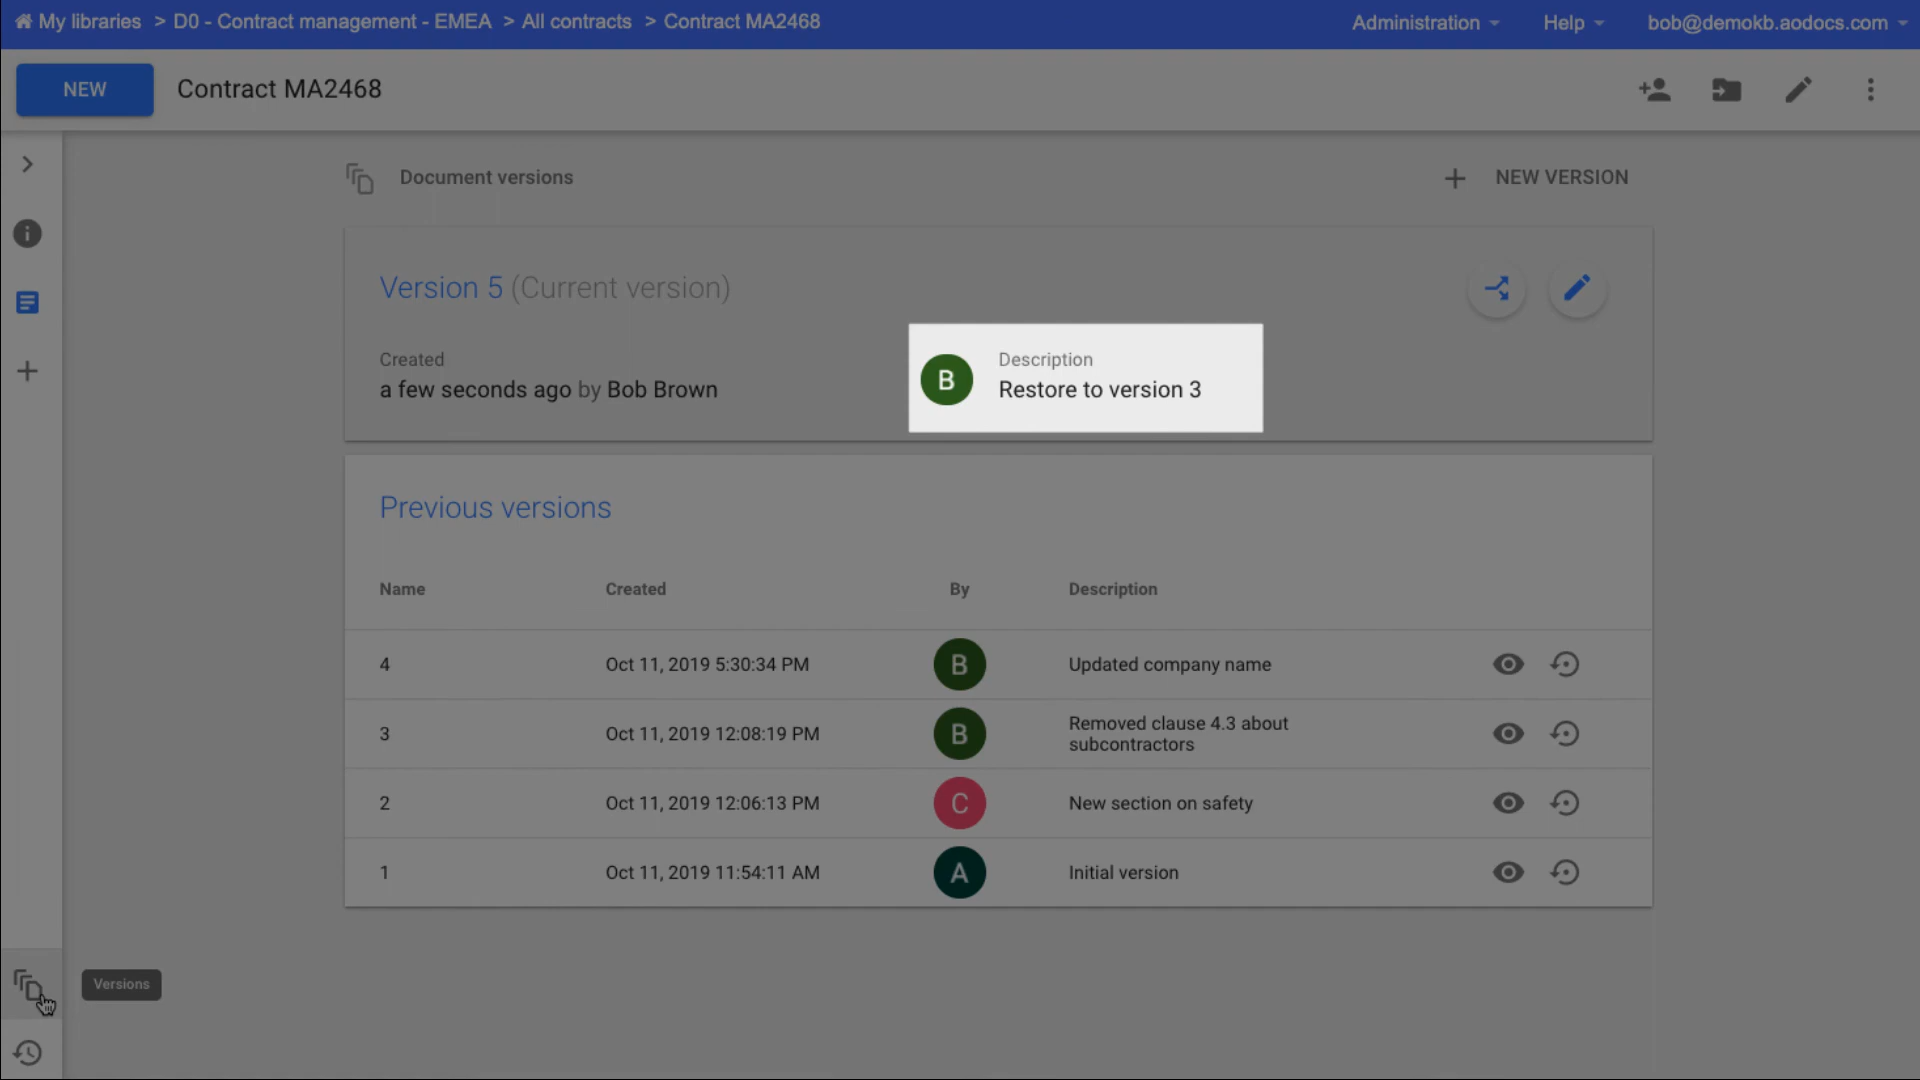 My libraries > D0 - Contract management - EMEA > All contracts > Contract MA2468
Administration
Help
bob@demokb.aodocs.com
NEW
Contract MA2468
Document versions
NEW VERSION
Version 5 (Current version)
Created
a few seconds ago by Bob Brown
B
Description
Restore to version 3
Previous versions
Name Created By Description
4 Oct 11, 2019 5:30:34 PM B Updated company name
3 Oct 11, 2019 12:08:19 PM B Removed clause 4.3 about
subcontractors
2 Oct 11, 2019 12:06:13 PM C New section on safety
1 Oct 11, 2019 11:54:11 AM A Initial version
Versions